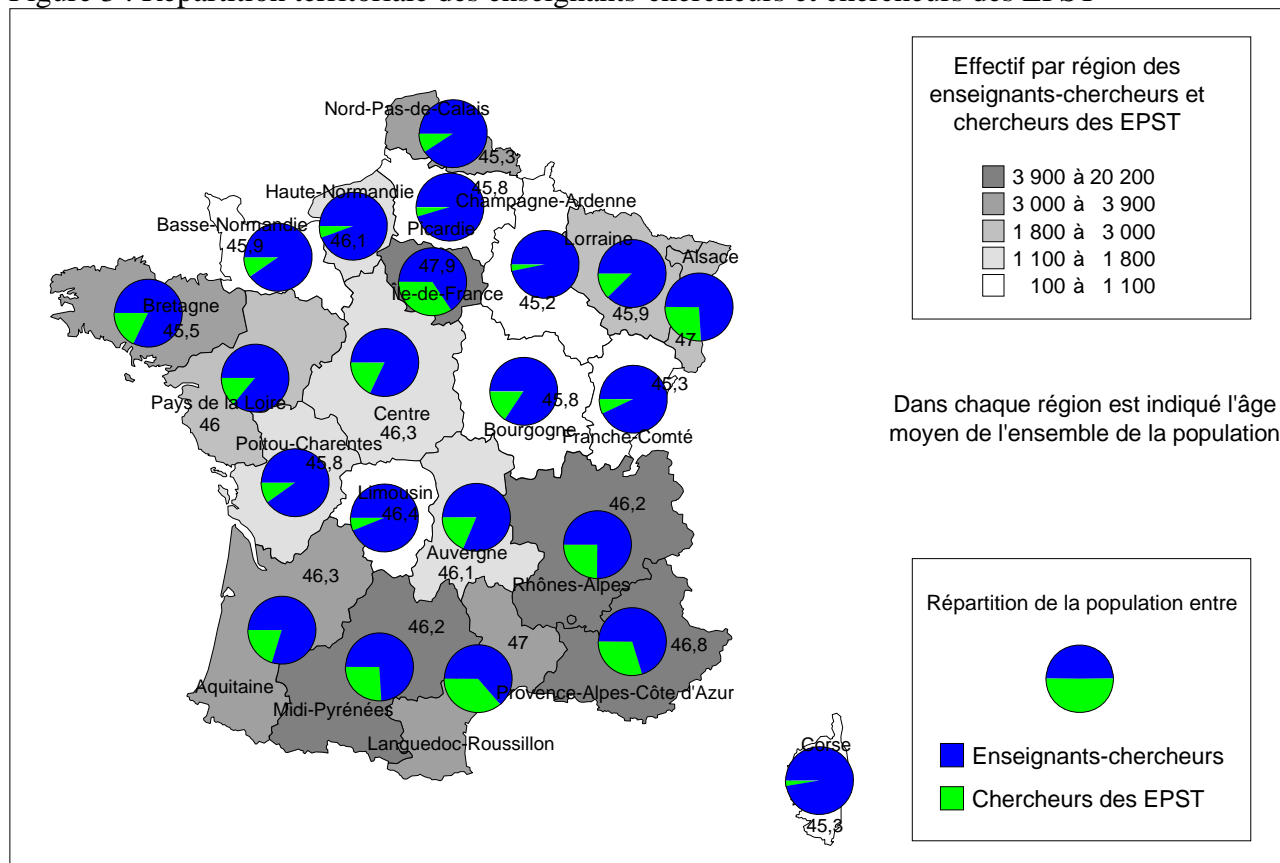 Figure 3 : Répartition territoriale des enseignants-chercheurs et chercheurs des EPST
Effectif par région des
enseignants-chercheurs et
chercheurs des EPST
3 900 à 20 200
3 000 à 3 900
1 800 à 3 000
1 100 à 1 800
100 à 1 100
Nord-Pas-de-Calais
45,3
Haute-Normandie
46,1
45,8
Picardie
Champagne-Ardenne
45,2
Basse-Normandie
45,9
Lorraine
45,9
Alsace
47
47,9
Île-de-France
Bretagne
45,5
Pays de la Loire
46
Centre
46,3
45,8
Bourgogne
45,3
Franche-Comté
Dans chaque région est indiqué l'âge
moyen de l'ensemble de la population
Poitou-Charentes
45,8
Limousin
46,4
Auvergne
46,1
46,2
Rhônes-Alpes
46,3
Aquitaine
46,2
Midi-Pyrénées
47
Languedoc-Roussillon
46,8
Provence-Alpes-Côte d'Azur
Corse
45,3
Répartition de la population entre
Enseignants-chercheurs
Chercheurs des EPST